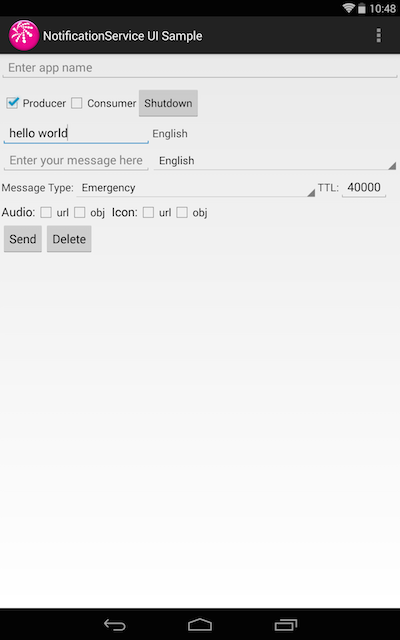 10:48
NotificationService UI Sample
Enter app name
Producer Consumer Shutdown
hello world English
Enter your message here English
Message Type: Emergency TTL: 40000
Audio: url obj Icon: url obj
Send Delete